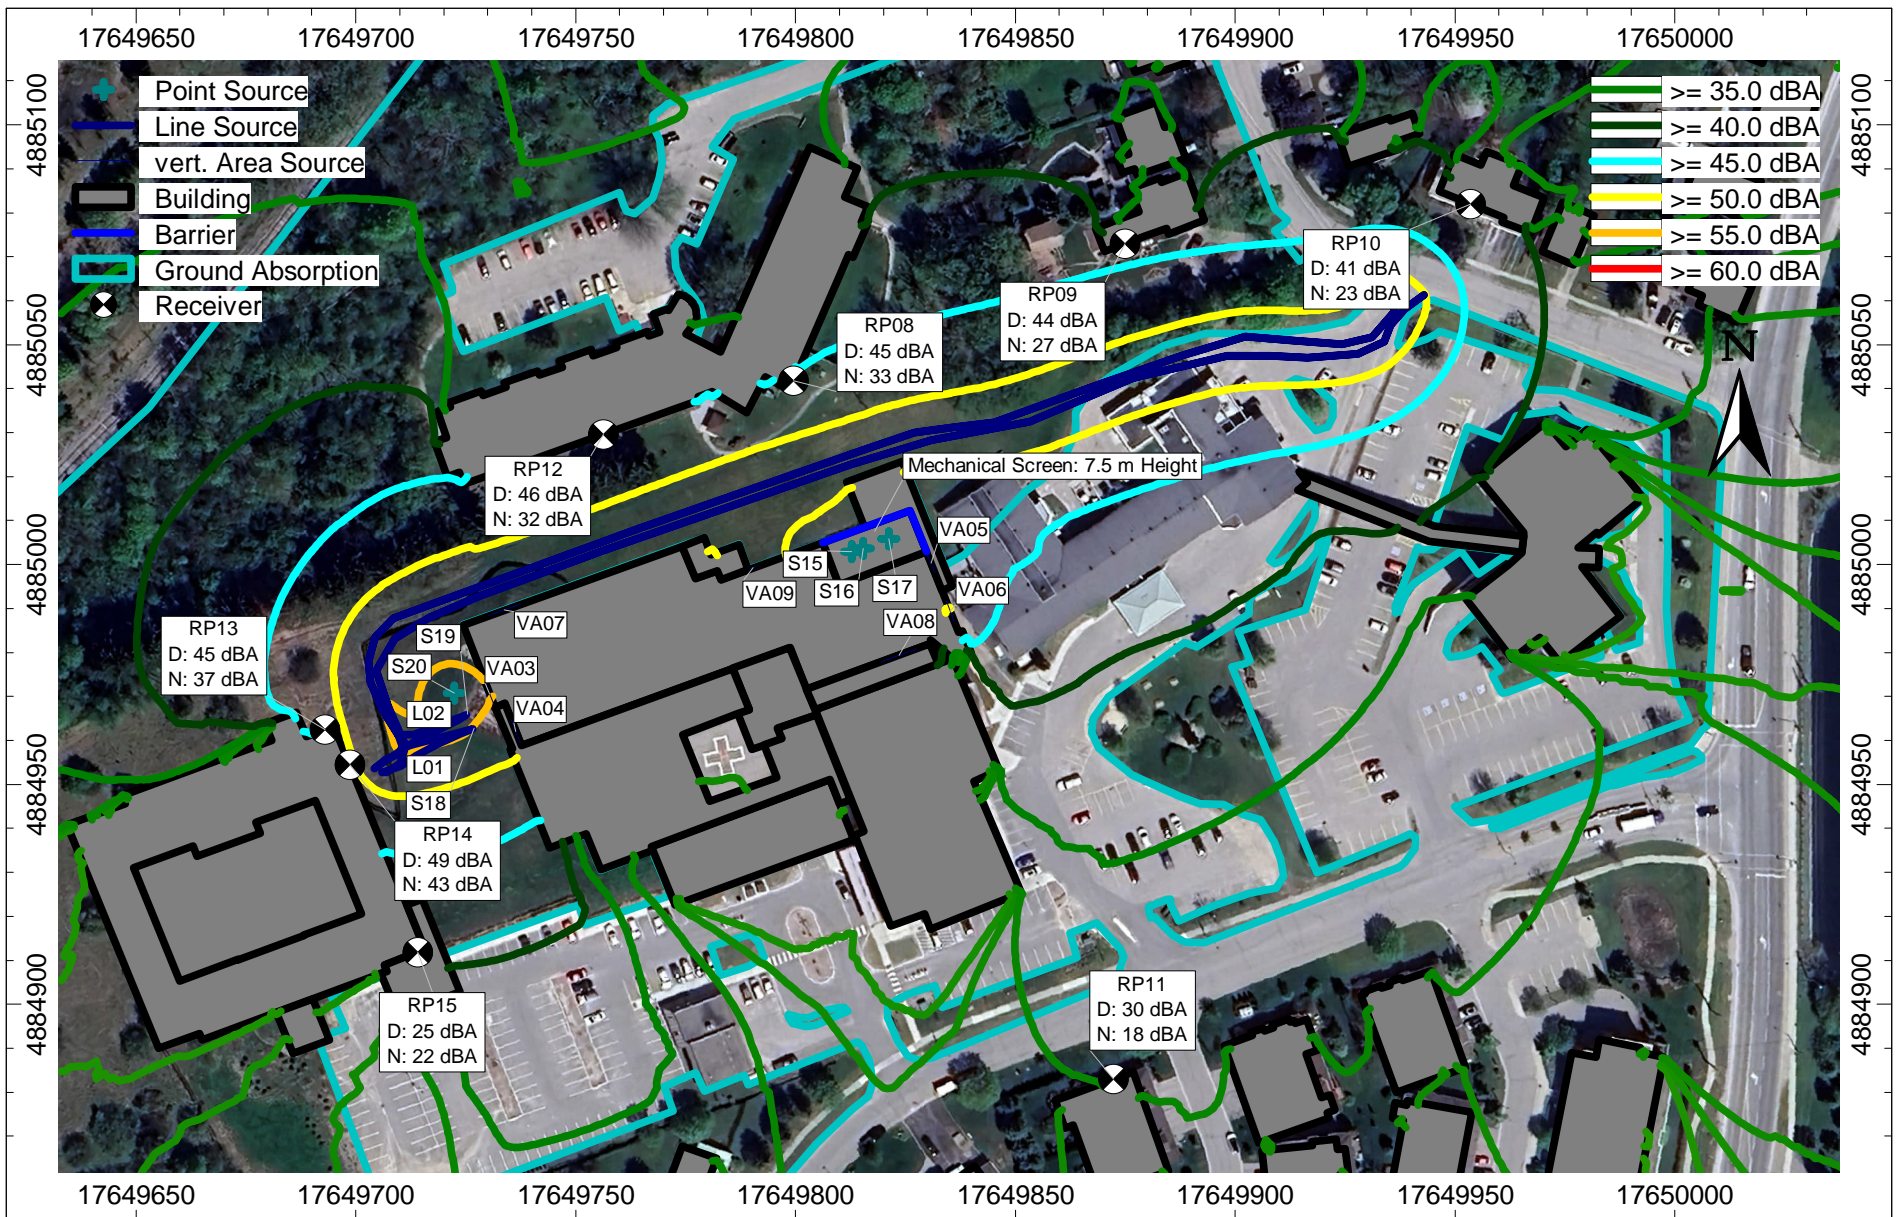 17649650 17649700 17649750 17649800 17649850 17649900 17649950 17650000
4885100
4885050
4885000
4884950
4884900
Point Source
Line Source
vert. Area Source
Building
Barrier
Ground Absorption
Receiver
>= 35.0 dBA
>= 40.0 dBA
>= 45.0 dBA
>= 50.0 dBA
>= 55.0 dBA
>= 60.0 dBA
N
RP10
D: 41 dBA
N: 23 dBA
RP09
D: 44 dBA
N: 27 dBA
RP08
D: 45 dBA
N: 33 dBA
RP12
D: 46 dBA
N: 32 dBA
Mechanical Screen: 7.5 m Height
VA05
S15
S16
S17
VA09
VA06
VA08
VA07
RP13
D: 45 dBA
N: 37 dBA
S19
S20
VA03
L02
VA04
L01
S18
RP14
D: 49 dBA
N: 43 dBA
RP15
D: 25 dBA
N: 22 dBA
RP11
D: 30 dBA
N: 18 dBA
4885100
4885050
4885000
4884950
4884900
17649650 17649700 17649750 17649800 17649850 17649900 17649950 17650000